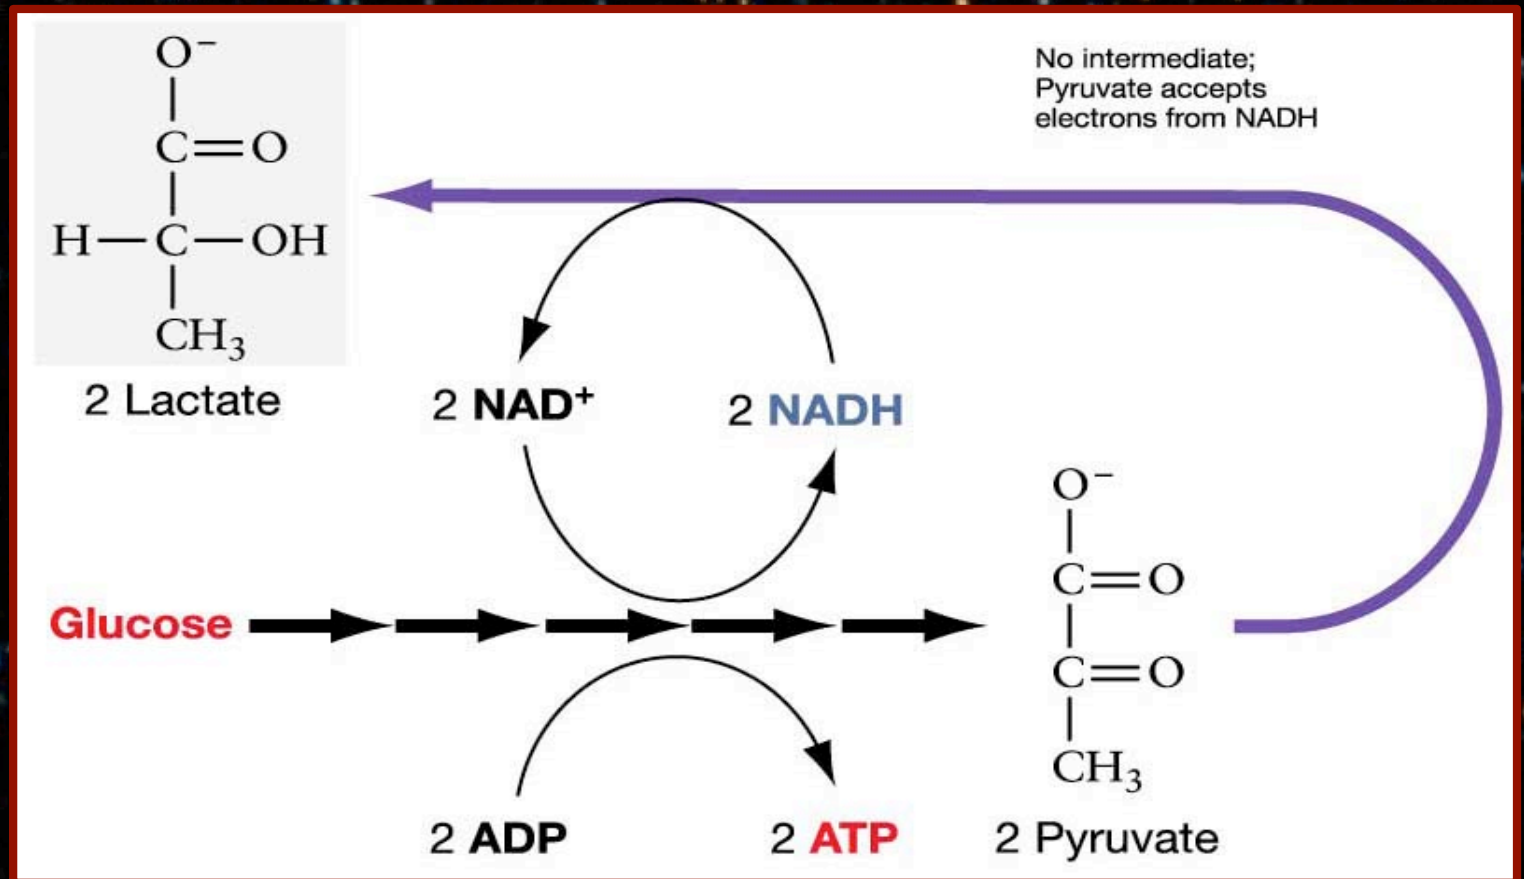 O⁻
C=O
H—C—OH
CH₃
2 Lactate
No intermediate;
Pyruvate accepts
electrons from NADH
2 NAD⁺
2 NADH
Glucose
2 ADP
2 ATP
O⁻
C=O
C=O
CH₃
2 Pyruvate